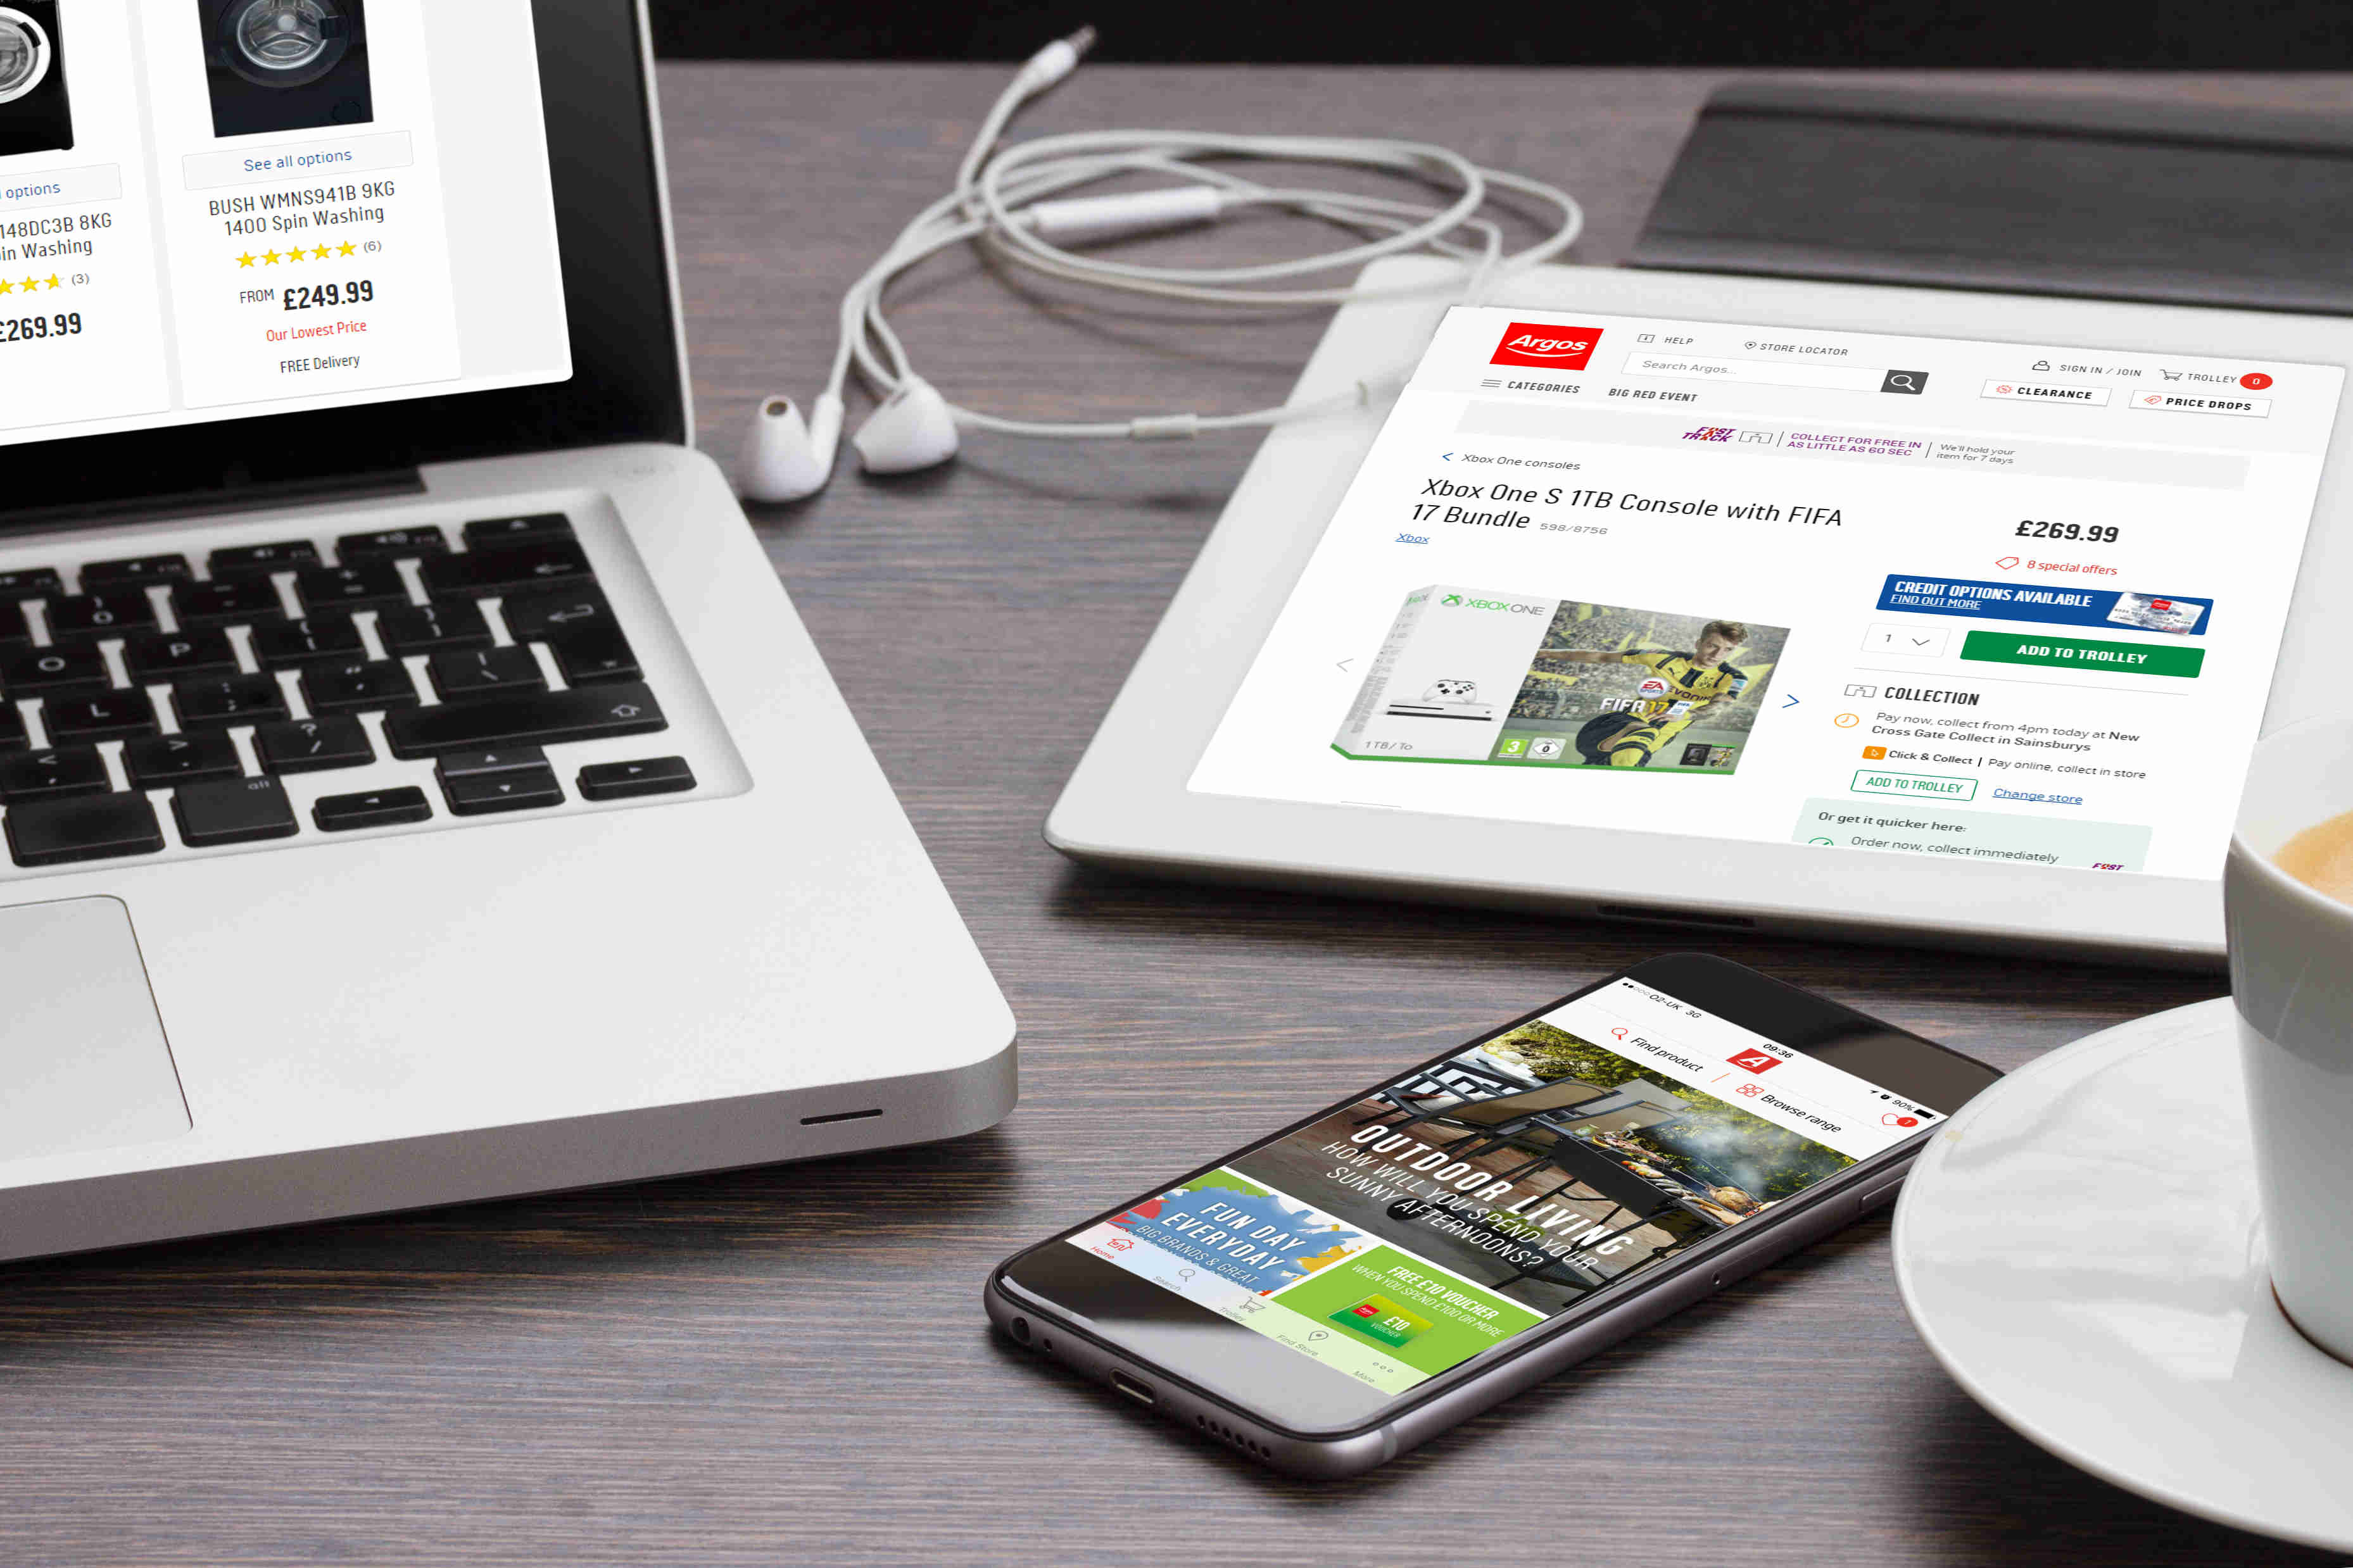 See all options
options
148DC3B 8KG
in Washing
(3)
£269.99
BUSH WMNS941B 9KG
1400 Spin Washing
(6)
FROM £249.99
Our Lowest Price
FREE Delivery
Argos
HELP
STORE LOCATOR
Search Argos...
SIGN IN / JOIN
TROLLEY 0
CATEGORIES
BIG RED EVENT
CLEARANCE
PRICE DROPS
FAST
TRACK
COLLECT FOR FREE IN
AS LITTLE AS 60 SEC
We'll hold your
item for 7 days
< Xbox One consoles
Xbox One S 1TB Console with FIFA
17 Bundle 598/8756
Xbox
£269.99
8 special offers
CREDIT OPTIONS AVAILABLE
FIND OUT MORE
1
ADD TO TROLLEY
XBOX ONE
EA
SPORTS
FIFA 17
1TB/To
3
0
COLLECTION
Pay now, collect from 4pm today at New
Cross Gate Collect in Sainsburys
Click & Collect | Pay online, collect in store
ADD TO TROLLEY
Change store
Or get it quicker here:
Order now, collect immediately
FAST
O
P
L
alt
O2-UK 3G
09:36
90%
Find product
A
Browse range
1
OUTDOOR LIVING
HOW WILL YOU SPEND YOUR
SUNNY AFTERNOONS?
FUN DAY
EVERYDAY
BIG BRANDS & GREAT
FREE £10 VOUCHER
WHEN YOU SPEND £100 OR MORE
£10
VOUCHER
Home
Search
Trolley
Find Store
More